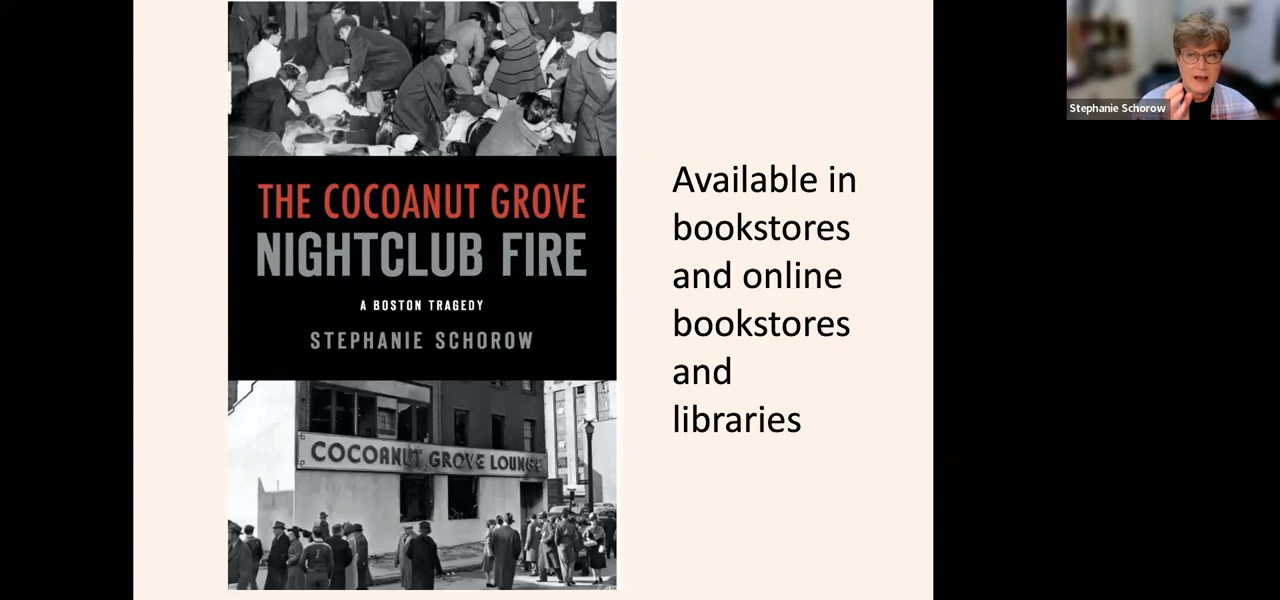 THE COCOANUT GROVE
NIGHTCLUB FIRE
A BOSTON TRAGEDY
STEPHANIE SCHOROW
COCOANUT GROVE LOUNGE
Available in
bookstores
and online
bookstores
and
libraries
Stephanie Schorow